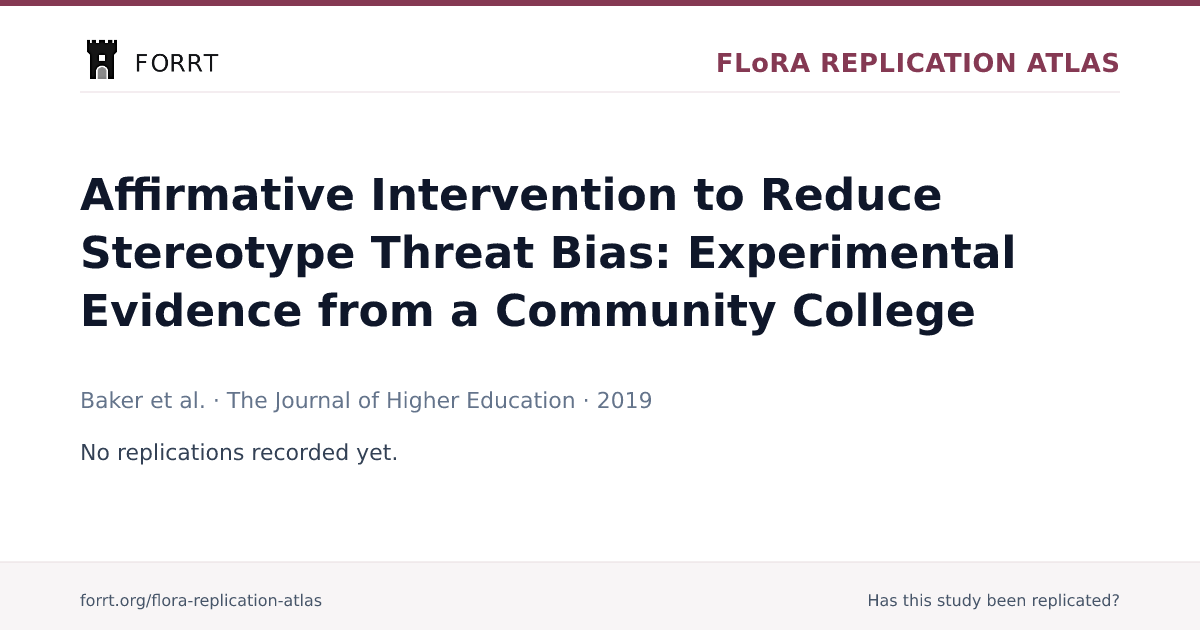 FORRT
FLoRA REPLICATION ATLAS
Affirmative Intervention to Reduce
Stereotype Threat Bias: Experimental
Evidence from a Community College
Baker et al. · The Journal of Higher Education · 2019
No replications recorded yet.
forrt.org/flora-replication-atlas
Has this study been replicated?